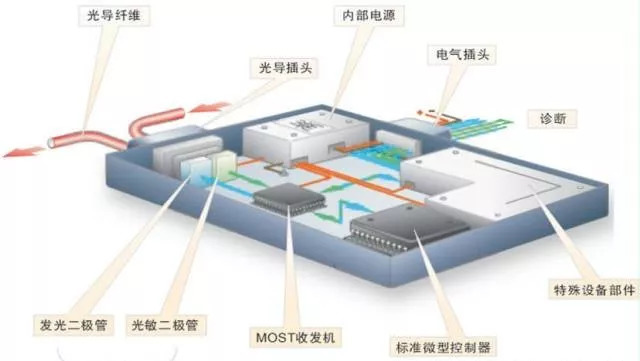 光导纤维
内部电源
光导插头
电气插头
诊断
发光二极管
光敏二极管
MOST收发机
标准微型控制器
特殊设备部件